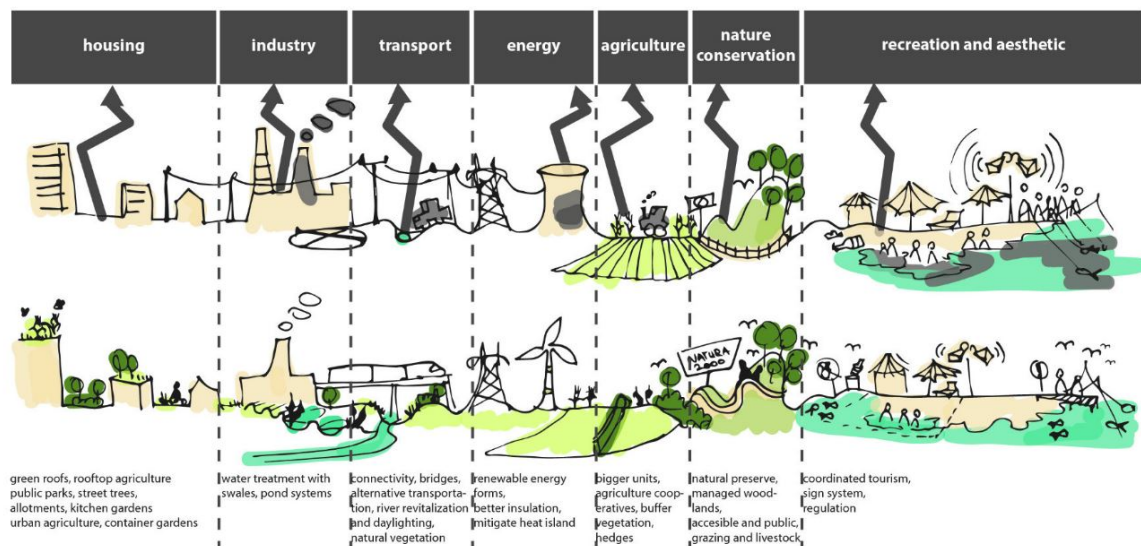 housing
industry
transport
energy
agriculture
nature
conservation
recreation and aesthetic
NATURA
2000
green roofs, rooftop agriculture
public parks, street trees,
allotments, kitchen gardens
urban agriculture, container gardens
water treatment with
swales, pond systems
connectivity, bridges,
alternative transporta-
tion, river revitalization
and daylighting,
natural vegetation
renewable energy
forms,
better insulation,
mitigate heat island
bigger units,
agriculture coop-
eratives, buffer
vegetation,
hedges
natural preserve,
managed wood-
lands,
accesible and public,
grazing and livestock
coordinated tourism,
sign system,
regulation